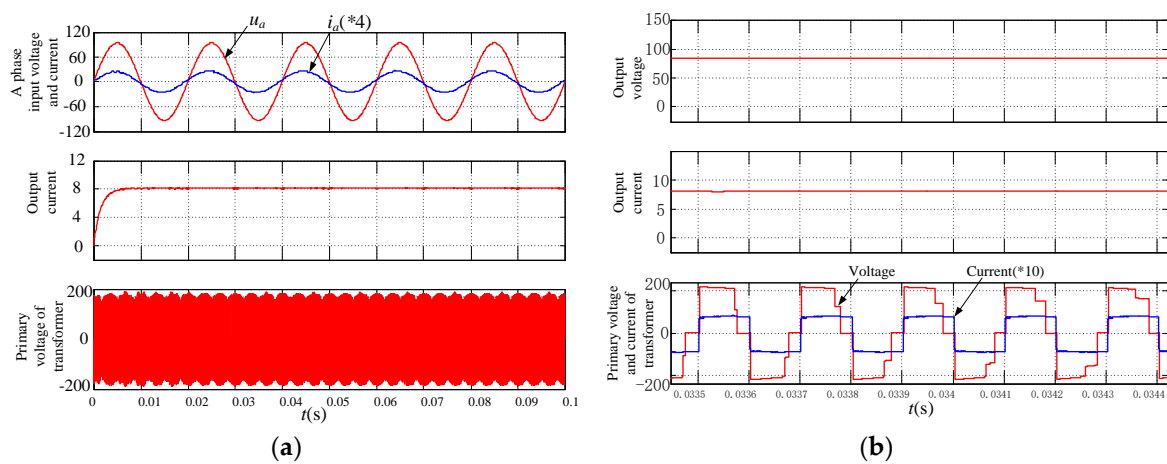 A phase
input voltage
and current
120
60
0
-60
-120
u_a
i_a(*4)
Output
current
12
8
4
0
Primary
voltage of
transformer
200
0
-200
0 0.01 0.02 0.03 0.04 0.05 0.06 0.07 0.08 0.09 0.1
t(s)
(a)
Output
voltage
150
100
50
0
Output
current
10
5
0
Primary voltage
and current of
transformer
200
0
-200
Voltage
Current(*10)
0.0335 0.0336 0.0337 0.0338 0.0339 0.034 0.0341 0.0342 0.0343 0.0344
t(s)
(b)